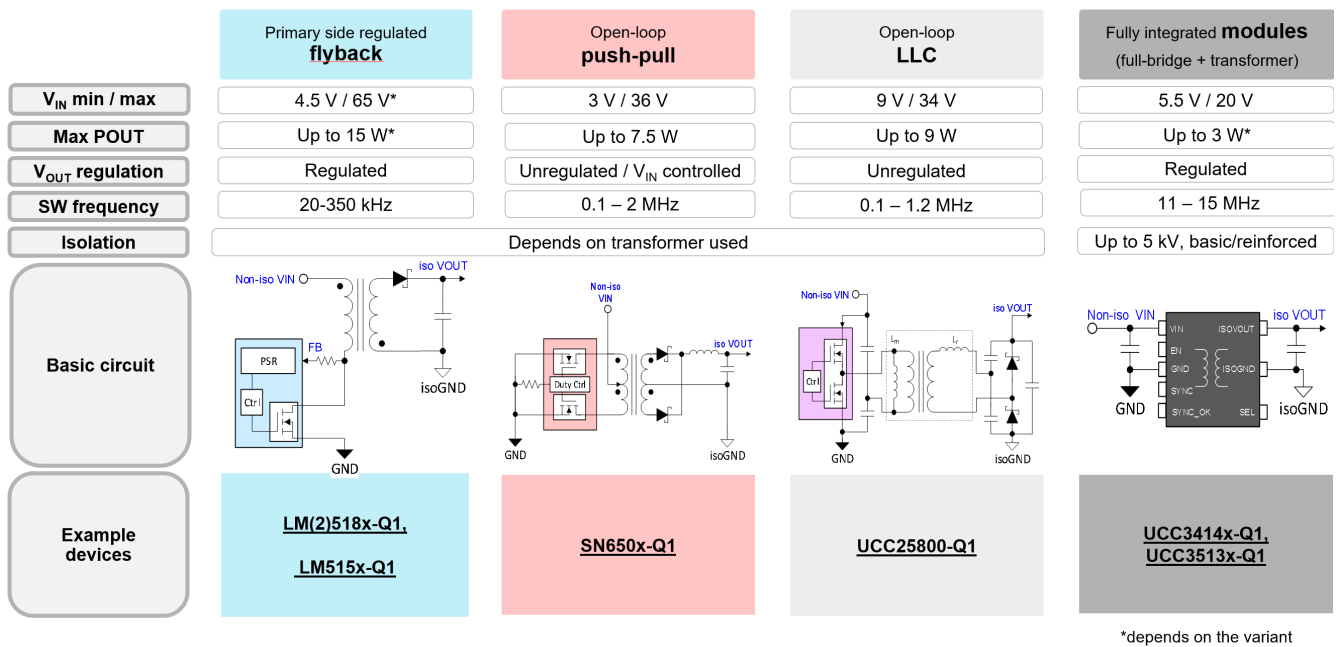 Primary side regulated
flyback
Open-loop
push-pull
Open-loop
LLC
Fully integrated modules
(full-bridge + transformer)
VIN min / max
4.5 V / 65 V*
3 V / 36 V
9 V / 34 V
5.5 V / 20 V
Max POUT
Up to 15 W*
Up to 7.5 W
Up to 9 W
Up to 3 W*
VOUT regulation
Regulated
Unregulated / VIN controlled
Unregulated
Regulated
SW frequency
20-350 kHz
0.1 – 2 MHz
0.1 – 1.2 MHz
11 – 15 MHz
Isolation
Depends on transformer used
Up to 5 kV, basic/reinforced
Basic circuit
Non-iso VIN
iso VOUT
FB
PSR
Ctrl
isoGND
GND
Non-iso
VIN
iso VOUT
Duty Ctrl
GND
isoGND
Non-iso VIN
iso VOUT
Lm
Lr
Ctrl
GND
isoGND
Non-iso VIN
iso VOUT
VIN
ISOVOUT
EN
GND
ISOGND
SYNC
SYNC_OK
SEL
GND
isoGND
Example
devices
LM(2)518x-Q1,
LM515x-Q1
SN650x-Q1
UCC25800-Q1
UCC3414x-Q1,
UCC3513x-Q1
*depends on the variant